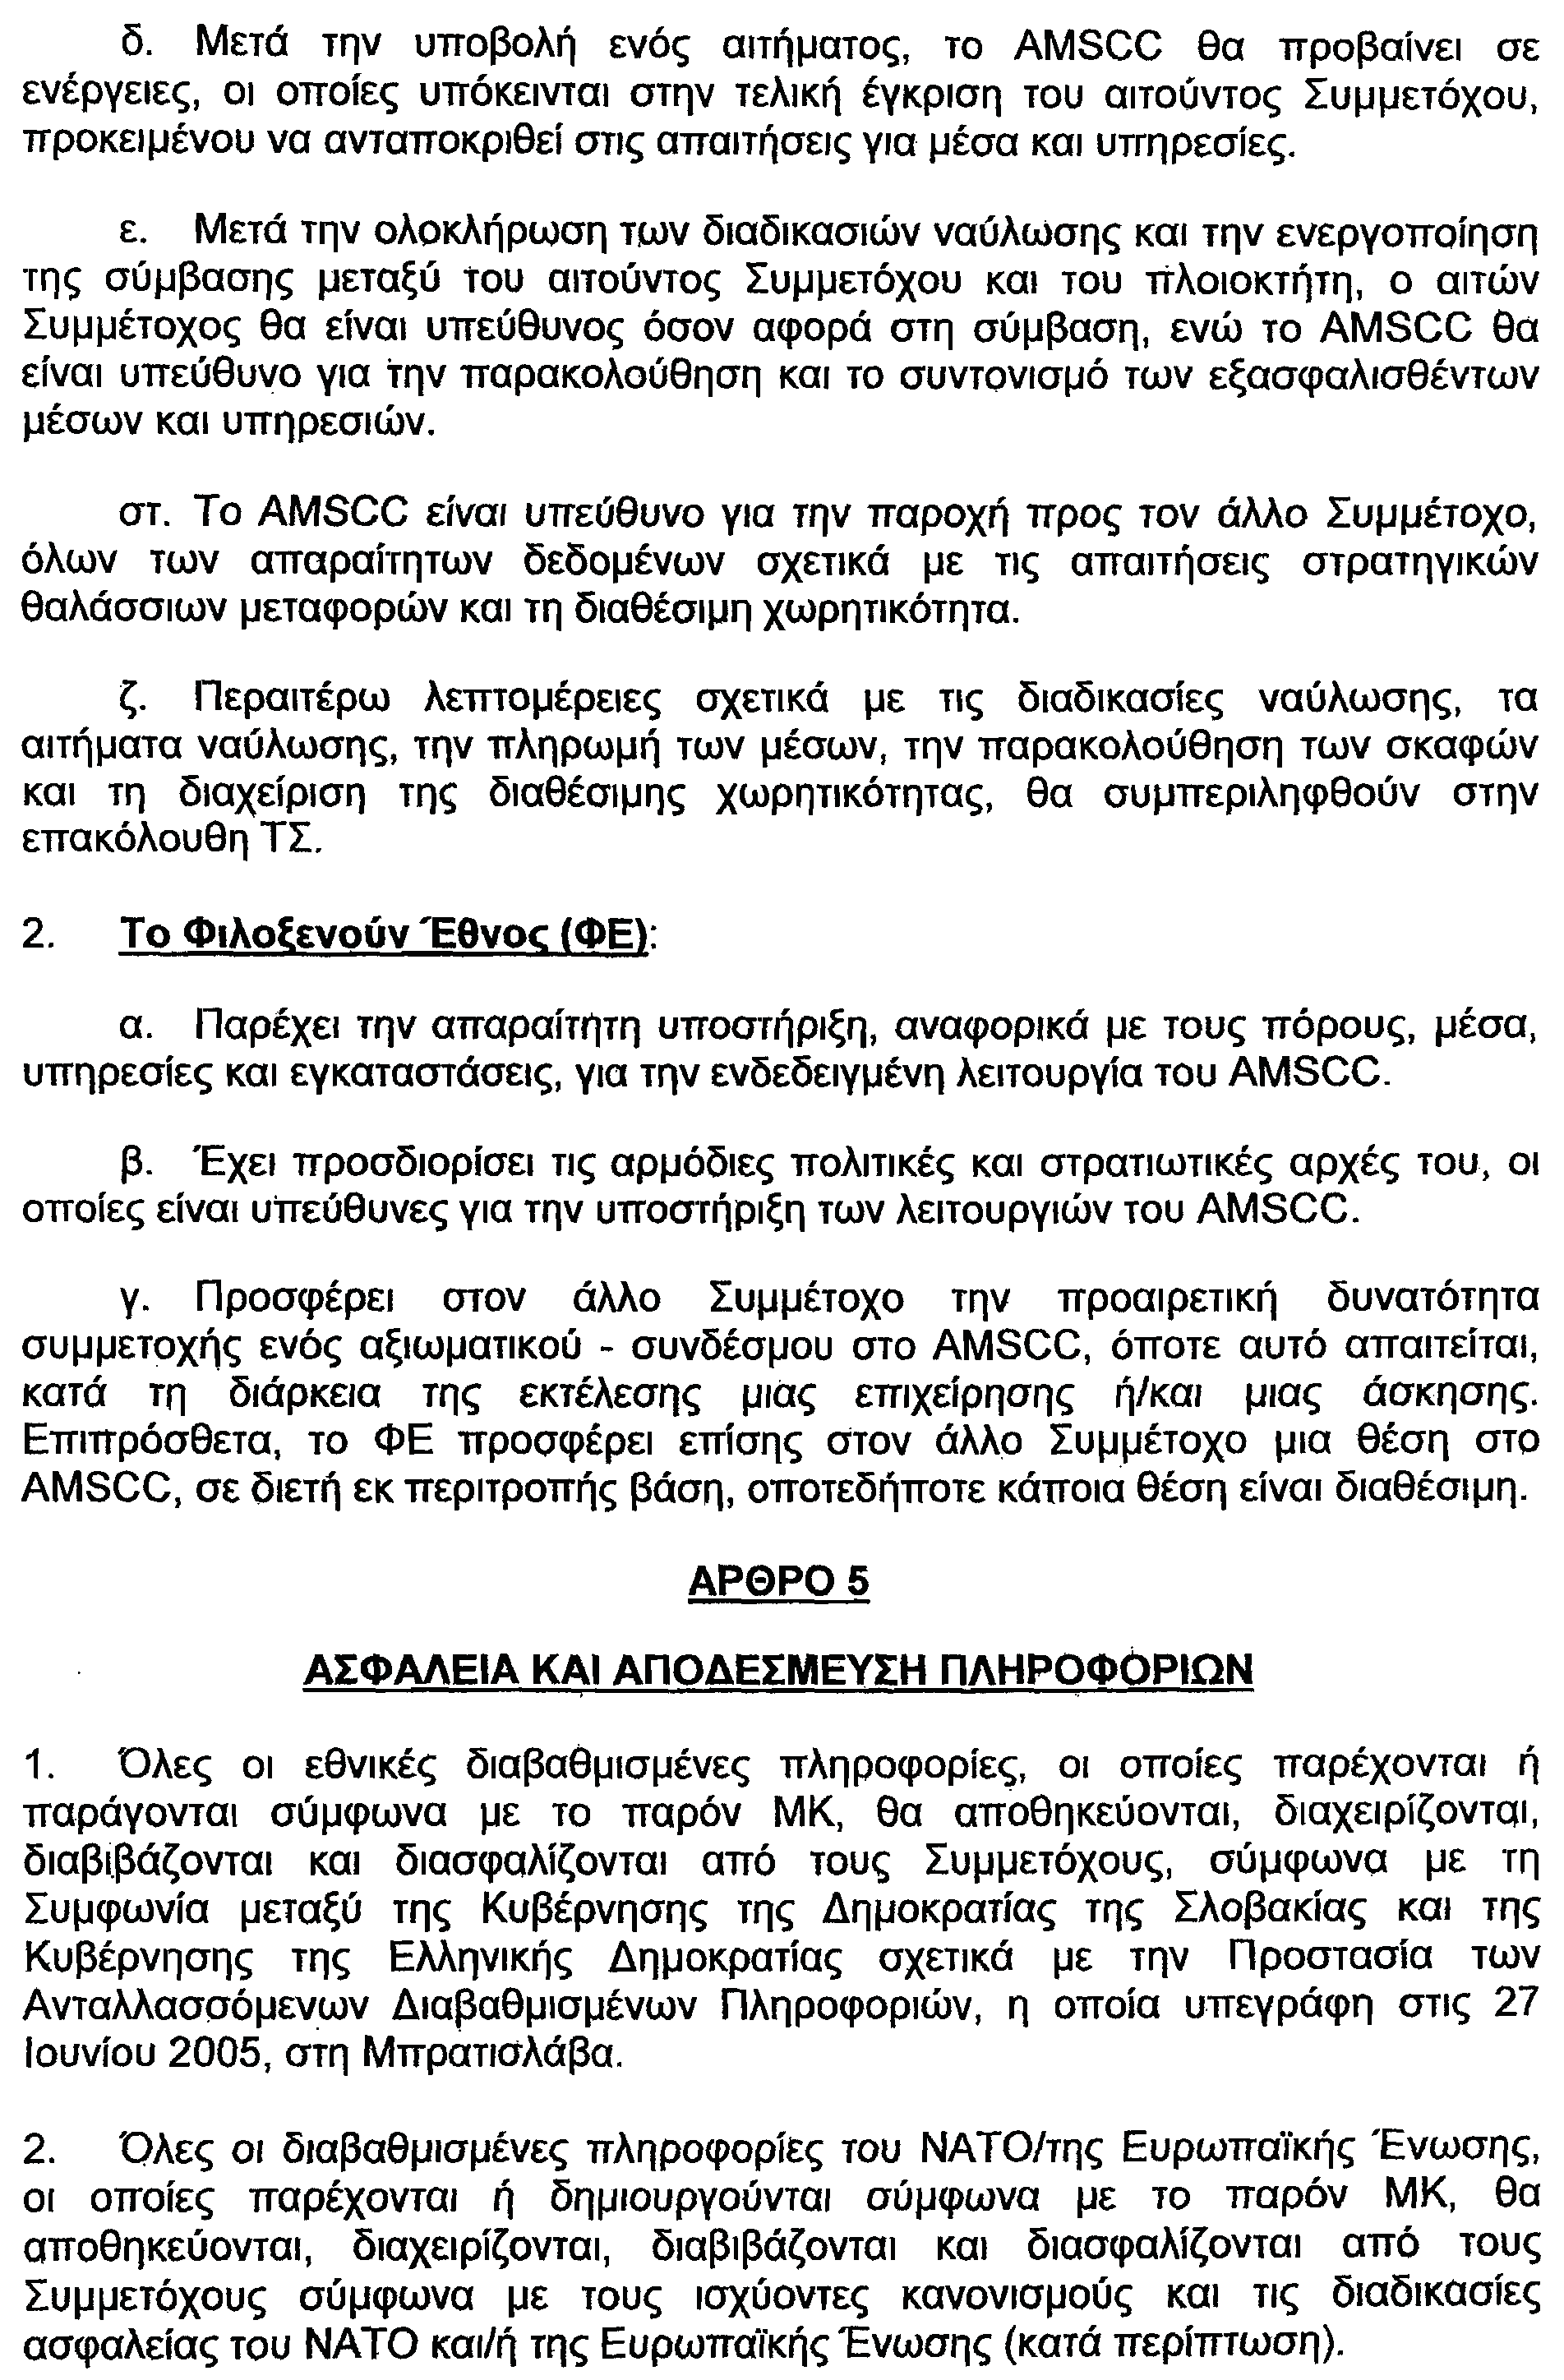 δ. Μετά την υποβολή ενός αιτήματος, το AMSCC θα προβαίνει σε
ενέργειες, οι οποίες υπόκεινται στην τελική έγκριση του αιτούντος Συμμετόχου,
προκειμένου να ανταποκριθεί στις απαιτήσεις για μέσα και υπηρεσίες.
ε. Μετά την ολοκλήρωση των διαδικασιών ναύλωσης και την ενεργοποίηση
της σύμβασης μεταξύ του αιτούντος Συμμετόχου και του πλοιοκτήτη, ο αιτών
Συμμέτοχος θα είναι υπεύθυνος όσον αφορά στη σύμβαση, ενώ το AMSCC θα
είναι υπεύθυνο για την παρακολούθηση και το συντονισμό των εξασφαλισθέντων
μέσων και υπηρεσιών.
στ. Το AMSCC είναι υπεύθυνο για την παροχή προς τον άλλο Συμμέτοχο,
όλων των απαραίτητων δεδομένων σχετικά με τις απαιτήσεις στρατηγικών
θαλάσσιων μεταφορών και τη διαθέσιμη χωρητικότητα.
ζ. Περαιτέρω λεπτομέρειες σχετικά με τις διαδικασίες ναύλωσης, τα
αιτήματα ναύλωσης, την πληρωμή των μέσων, την παρακολούθηση των σκαφών
και τη διαχείριση της διαθέσιμης χωρητικότητας, θα συμπεριληφθούν στην
επακόλουθη ΤΣ.
2. Το Φιλοξενούν Έθνος (ΦΕ):
α. Παρέχει την απαραίτητη υποστήριξη, αναφορικά με τους πόρους, μέσα,
υπηρεσίες και εγκαταστάσεις, για την ενδεδειγμένη λειτουργία του AMSCC.
β. Έχει προσδιορίσει τις αρμόδιες πολιτικές και στρατιωτικές αρχές του, οι
οποίες είναι υπεύθυνες για την υποστήριξη των λειτουργιών του AMSCC.
γ. Προσφέρει στον άλλο Συμμέτοχο την προαιρετική δυνατότητα
συμμετοχής ενός αξιωματικού - συνδέσμου στο AMSCC, όποτε αυτό απαιτείται,
κατά τη διάρκεια της εκτέλεσης μιας επιχείρησης ή/και μιας άσκησης.
Επιπρόσθετα, το ΦΕ προσφέρει επίσης στον άλλο Συμμέτοχο μια θέση στο
AMSCC, σε διετή εκ περιτροπής βάση, οποτεδήποτε κάποια θέση είναι διαθέσιμη.
ΑΡΘΡΟ 5
ΑΣΦΑΛΕΙΑ ΚΑΙ ΑΠΟΔΕΣΜΕΥΣΗ ΠΛΗΡΟΦΟΡΙΩΝ
1. Όλες οι εθνικές διαβαθμισμένες πληροφορίες, οι οποίες παρέχονται ή
παράγονται σύμφωνα με το παρόν ΜΚ, θα αποθηκεύονται, διαχειρίζονται,
διαβιβάζονται και διασφαλίζονται από τους Συμμετόχους, σύμφωνα με τη
Συμφωνία μεταξύ της Κυβέρνησης της Δημοκρατίας της Σλοβακίας και της
Κυβέρνησης της Ελληνικής Δημοκρατίας σχετικά με την Προστασία των
Ανταλλασσόμενων Διαβαθμισμένων Πληροφοριών, η οποία υπεγράφη στις 27
Ιουνίου 2005, στη Μπρατισλάβα.
2. Όλες οι διαβαθμισμένες πληροφορίες του ΝΑΤΟ/της Ευρωπαϊκής Ένωσης,
οι οποίες παρέχονται ή δημιουργούνται σύμφωνα με το παρόν ΜΚ, θα
αποθηκεύονται, διαχειρίζονται, διαβιβάζονται και διασφαλίζονται από τους
Συμμετόχους σύμφωνα με τους ισχύοντες κανονισμούς και τις διαδικασίες
ασφαλείας του ΝΑΤΟ και/ή της Ευρωπαϊκής Ένωσης (κατά περίπτωση).